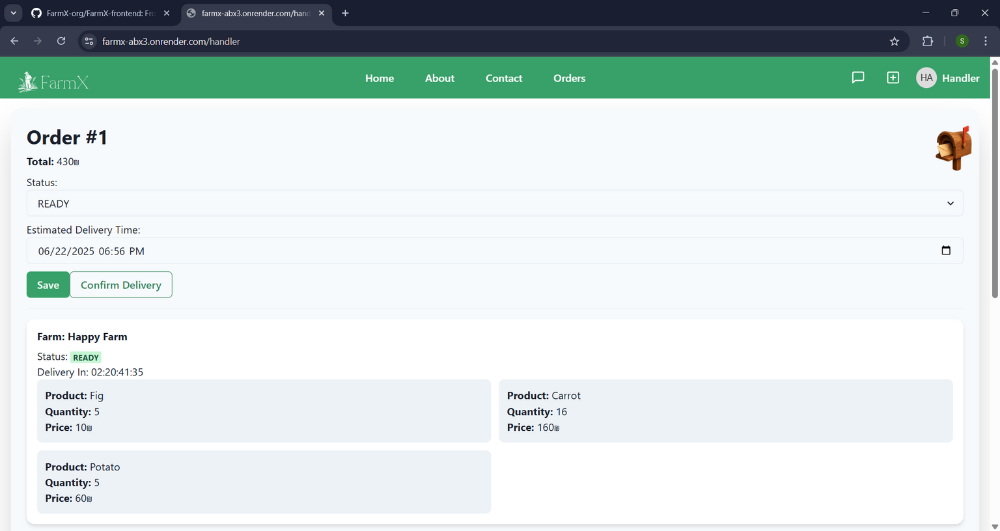 FarmX-org/FarmX-frontend: Fro
farmx-abx3.onrender.com/hand
farmx-abx3.onrender.com/handler
S
FarmX
Home
About
Contact
Orders
HA
Handler
Order #1
Total: 430₪
Status:
READY
Estimated Delivery Time:
06/22/2025 06:56 PM
Save
Confirm Delivery
Farm: Happy Farm
Status: READY
Delivery In: 02:20:41:35
Product: Fig
Quantity: 5
Price: 10₪
Product: Carrot
Quantity: 16
Price: 160₪
Product: Potato
Quantity: 5
Price: 60₪